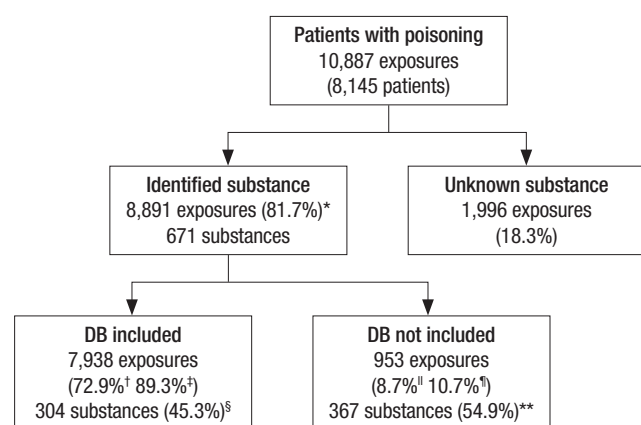 Patients with poisoning
10,887 exposures
(8,145 patients)
Identified substance
8,891 exposures (81.7%)*
671 substances
Unknown substance
1,996 exposures
(18.3%)
DB included
7,938 exposures
(72.9%† 89.3%‡)
304 substances (45.3%)§
DB not included
953 exposures
(8.7%‖ 10.7%¶)
367 substances (54.9%)**